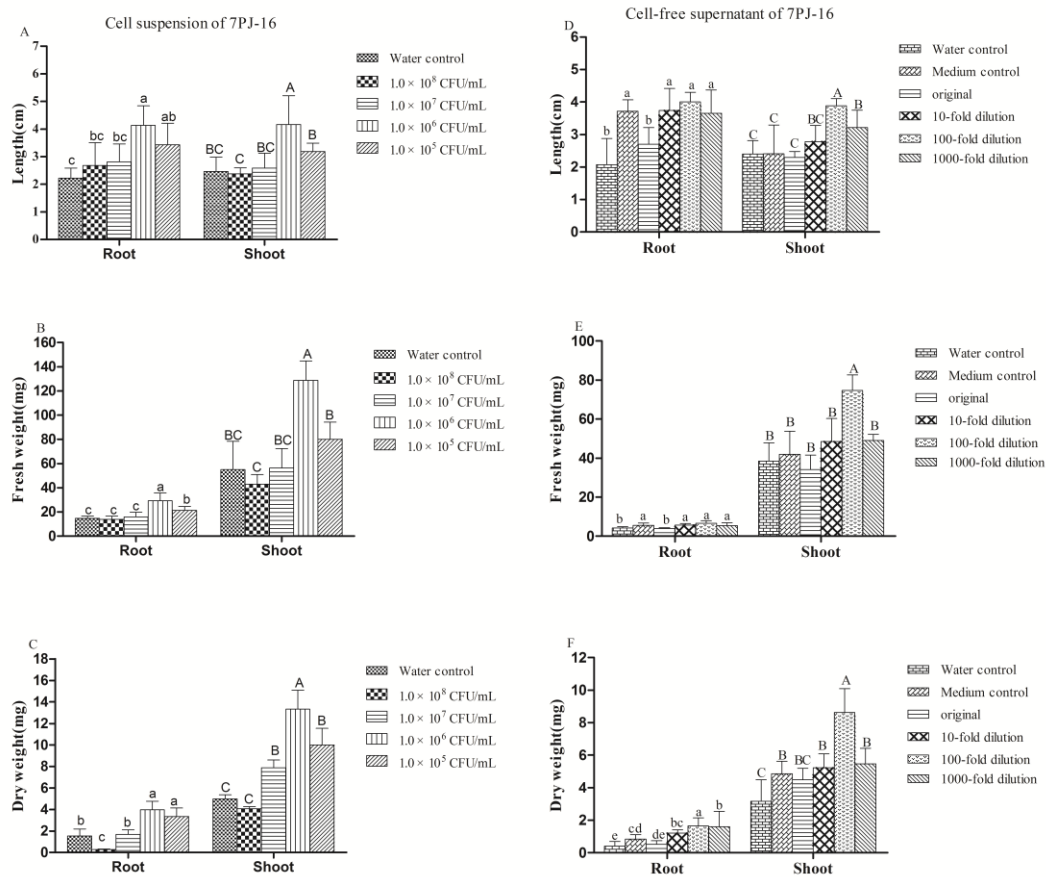 Cell suspension of 7PJ-16
A
Length(cm)
7
6
5
4
3
2
1
0
c
bc
bc
a
ab
BC
C
BC
A
B
Root
Shoot
Water control
1.0 × 10⁸ CFU/mL
1.0 × 10⁷ CFU/mL
1.0 × 10⁶ CFU/mL
1.0 × 10⁵ CFU/mL
Cell-free supernatant of 7PJ-16
D
Length(cm)
6
5
4
3
2
1
0
b
a
b
a
a
a
C
C
C
BC
A
B
Root
Shoot
Water control
Medium control
original
10-fold dilution
100-fold dilution
1000-fold dilution
B
Fresh weight(mg)
160
140
120
100
80
60
40
20
0
c
c
c
a
b
BC
C
BC
A
B
Root
Shoot
Water control
1.0 × 10⁸ CFU/mL
1.0 × 10⁷ CFU/mL
1.0 × 10⁶ CFU/mL
1.0 × 10⁵ CFU/mL
E
Fresh weight(mg)
100
80
60
40
20
0
b
a
b
a
a
a
B
B
B
B
A
B
Root
Shoot
Water control
Medium control
original
10-fold dilution
100-fold dilution
1000-fold dilution
C
Dry weight(mg)
18
16
14
12
10
8
6
4
2
0
b
c
b
a
a
C
C
B
A
B
Root
Shoot
Water control
1.0 × 10⁸ CFU/mL
1.0 × 10⁷ CFU/mL
1.0 × 10⁶ CFU/mL
1.0 × 10⁵ CFU/mL
F
Dry weight(mg)
12
10
8
6
4
2
0
e
cd
de
bc
a
b
C
B
BC
B
A
B
Root
Shoot
Water control
Medium control
original
10-fold dilution
100-fold dilution
1000-fold dilution